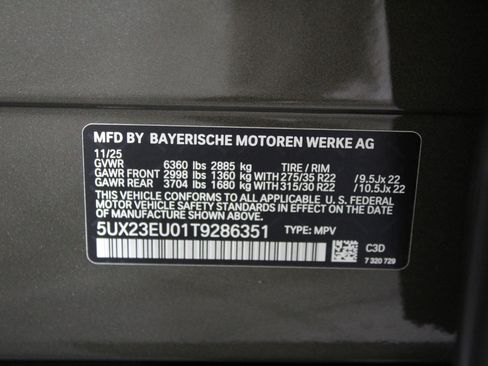 MFD BY BAYERISCHE MOTOREN WERKE AG
11/25
GVWR 6360 lbs 2885 kg TIRE / RIM
GAWR FRONT 2998 lbs 1360 kg WITH 275/35 R22 /9.5Jx 22
GAWR REAR 3704 lbs 1680 kg WITH 315/30 R22 /10.5Jx 22
THIS VEHICLE CONFORMS TO ALL APPLICABLE U. S. FEDERAL
MOTOR VEHICLE SAFETY STANDARDS IN EFFECT ON THE
DATE OF MANUFACTURE SHOWN ABOVE.
5UX23EU01T9286351 TYPE: MPV
C3D
7 320 729